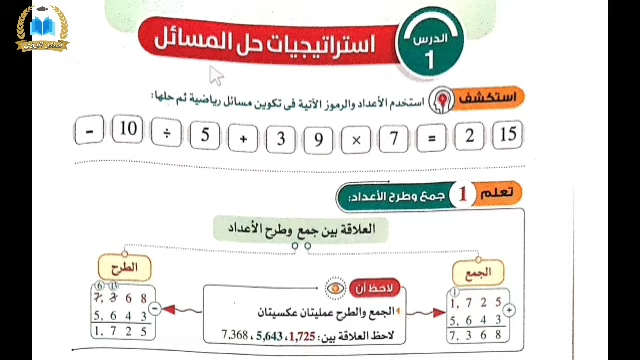 الدرس
1
استراتيجيات حل المسائل
استكشف
استخدم الأعداد والرموز الآتية فى تكوين مسائل رياضية ثم حلها:
15 2 = 7 × 9 3 + 5 ÷ 10 −
تعلم 1 جمع وطرح الأعداد:
العلاقة بين جمع وطرح الأعداد
الجمع
1
1, 7 2 5
+
5, 6 4 3
7, 3 6 8
لاحظ أن
الجمع والطرح عمليتان عكسيتان
لاحظ العلاقة بين: 1,725 ، 5,643 ، 7,368
الطرح
6 13
7, 3 6 8
−
5, 6 4 3
1, 7 2 5